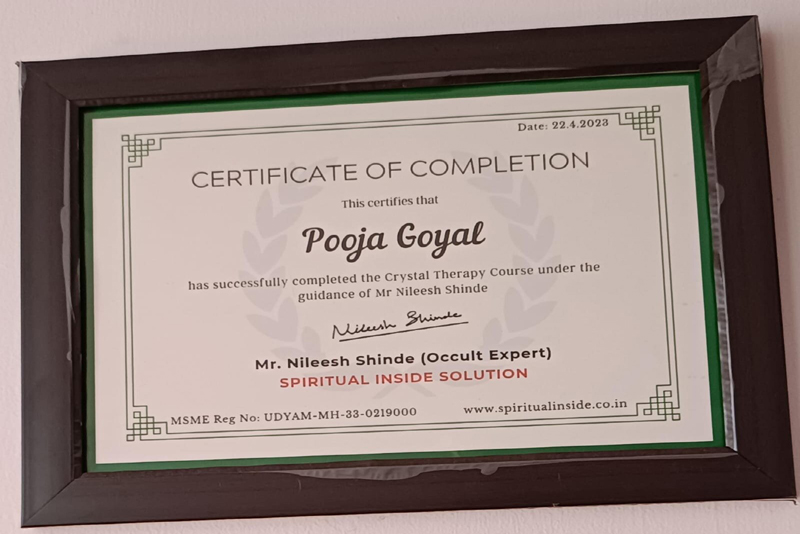 Date: 22.4.2023
CERTIFICATE OF COMPLETION
This certifies that
Pooja Goyal
has successfully completed the Crystal Therapy Course under the
guidance of Mr Nileesh Shinde
Nileesh Shinde
Mr. Nileesh Shinde (Occult Expert)
SPIRITUAL INSIDE SOLUTION
MSME Reg No: UDYAM-MH-33-0219000
www.spiritualinside.co.in